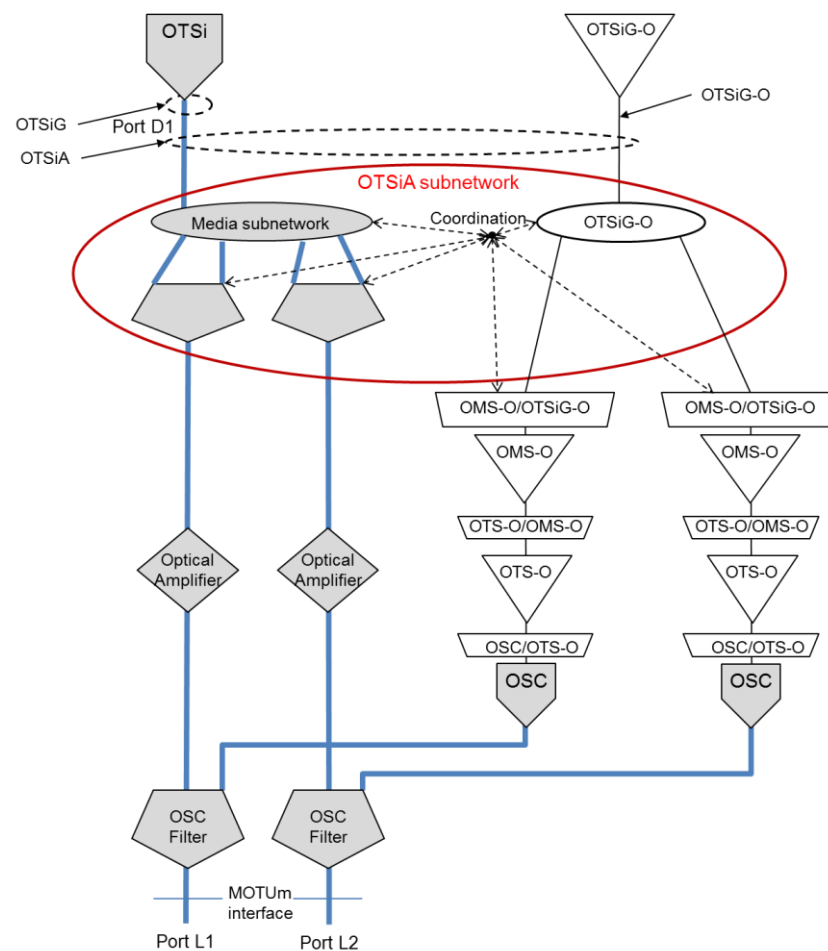 OTSi
OTSiG-O
OTSiG
Port D1
OTSiG-O
OTSiA
OTSiA subnetwork
Media subnetwork
Coordination
OTSiG-O
OMS-O/OTSiG-O
OMS-O/OTSiG-O
OMS-O
OMS-O
OTS-O/OMS-O
OTS-O/OMS-O
Optical
Amplifier
Optical
Amplifier
OTS-O
OTS-O
OSC/OTS-O
OSC/OTS-O
OSC
OSC
OSC
Filter
OSC
Filter
MOTUm
interface
Port L1
Port L2